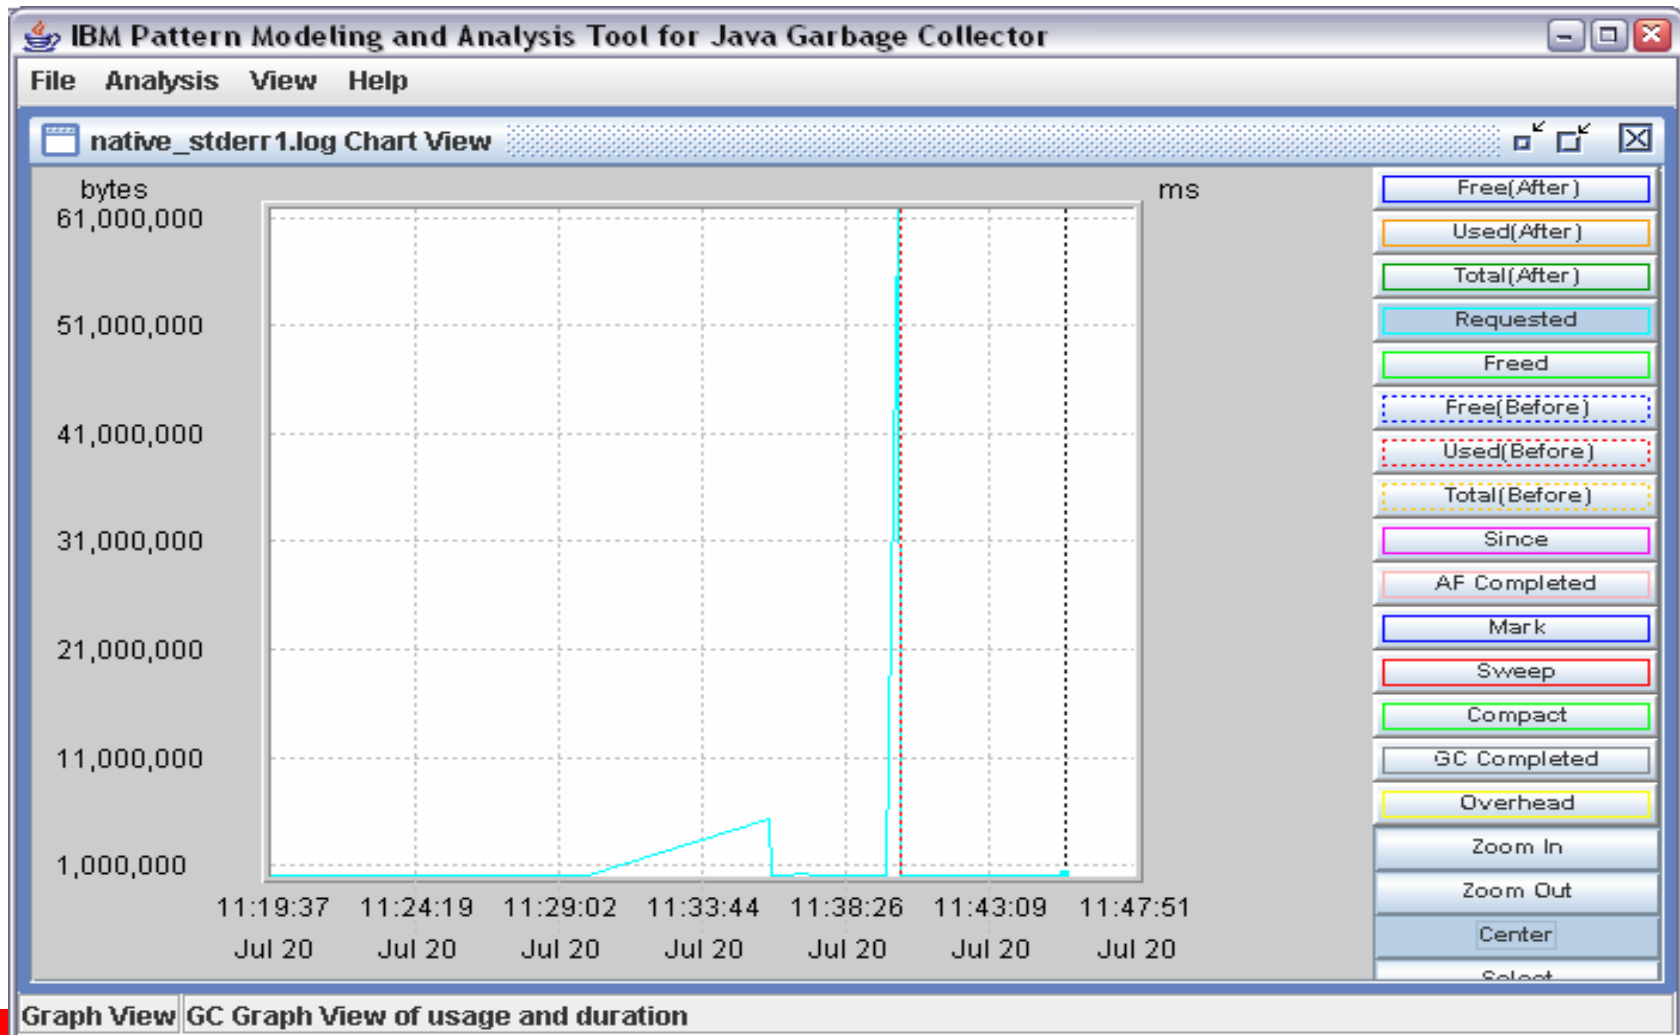 IBM Pattern Modeling and Analysis Tool for Java Garbage Collector
File Analysis View Help
native_stderr1.log Chart View
bytes
ms
61,000,000
51,000,000
41,000,000
31,000,000
21,000,000
11,000,000
1,000,000
11:19:37 11:24:19 11:29:02 11:33:44 11:38:26 11:43:09 11:47:51
Jul 20 Jul 20 Jul 20 Jul 20 Jul 20 Jul 20 Jul 20
Free(After)
Used(After)
Total(After)
Requested
Freed
Free(Before)
Used(Before)
Total(Before)
Since
AF Completed
Mark
Sweep
Compact
GC Completed
Overhead
Zoom In
Zoom Out
Center
Select
Graph View GC Graph View of usage and duration